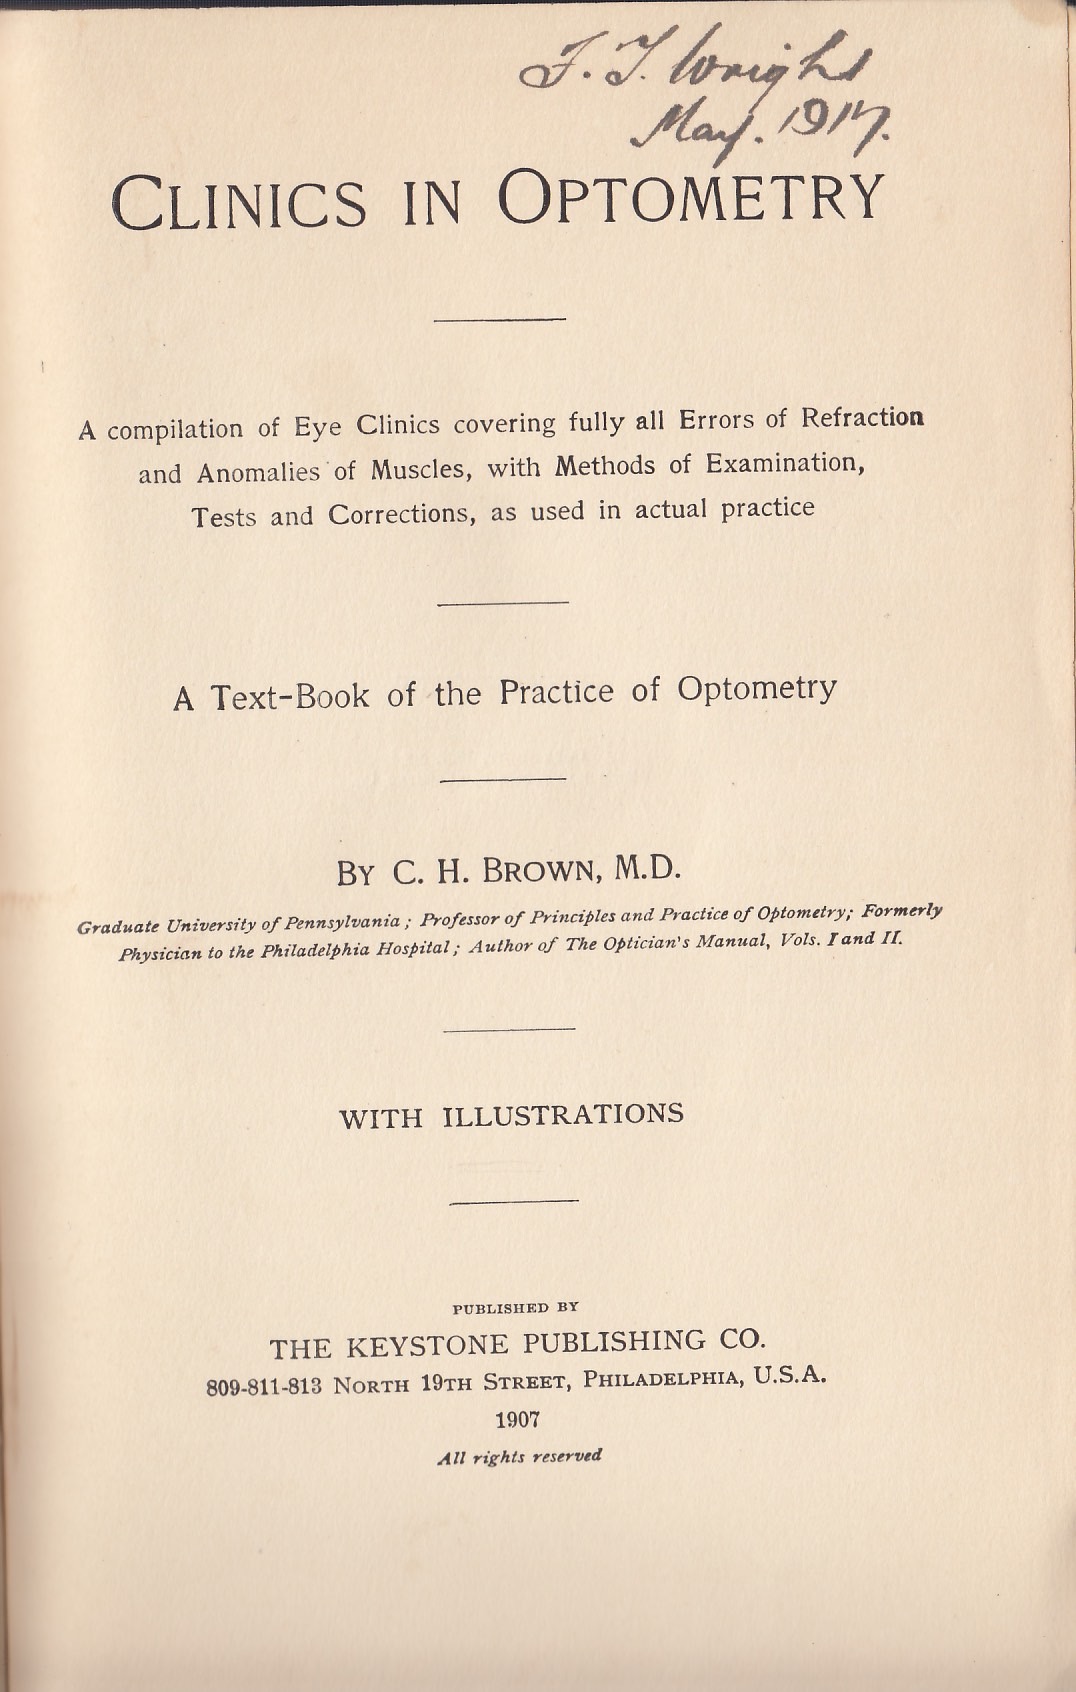 F. T. Wright
May. 1917.
CLINICS IN OPTOMETRY
A compilation of Eye Clinics covering fully all Errors of Refraction
and Anomalies of Muscles, with Methods of Examination,
Tests and Corrections, as used in actual practice
A Text-Book of the Practice of Optometry
BY C. H. BROWN, M.D.
Graduate University of Pennsylvania; Professor of Principles and Practice of Optometry; Formerly
Physician to the Philadelphia Hospital; Author of The Optician's Manual, Vols. I and II.
WITH ILLUSTRATIONS
PUBLISHED BY
THE KEYSTONE PUBLISHING CO.
809-811-813 NORTH 19TH STREET, PHILADELPHIA, U.S.A.
1907
All rights reserved